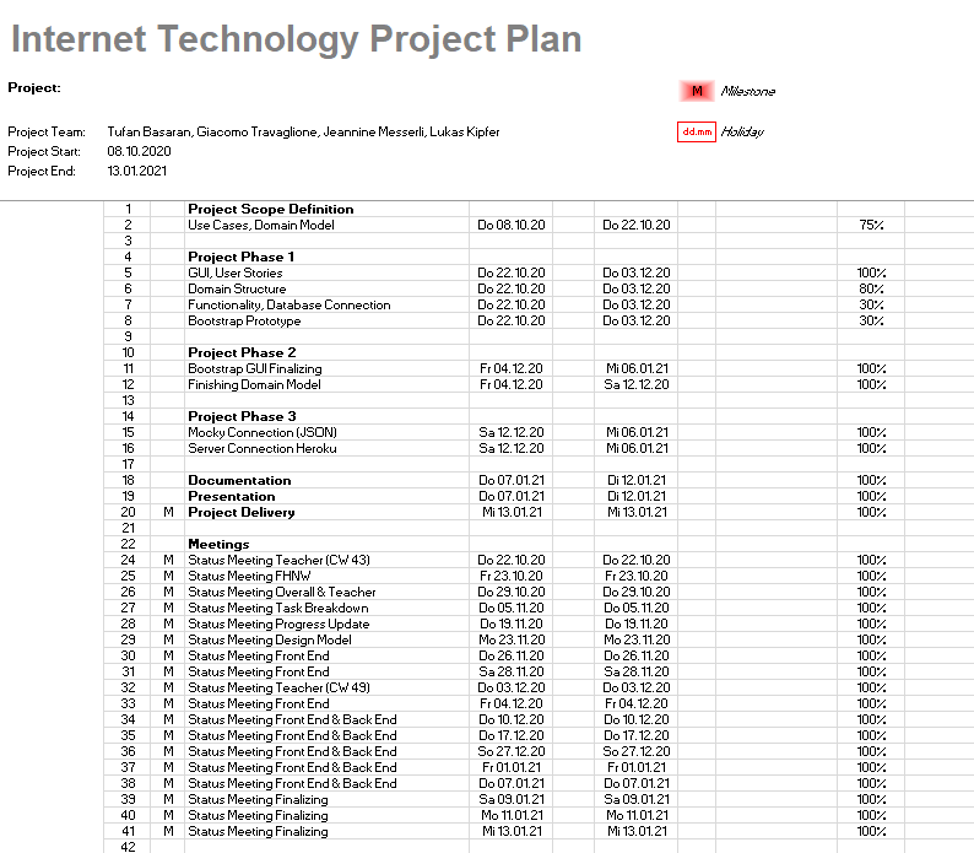 Internet Technology Project Plan
Project:
M Milestone
Project Team: Tufan Basaran, Giacomo Travaglione, Jeannine Messerli, Lukas Kipfer
dd.mm Holiday
Project Start: 08.10.2020
Project End: 13.01.2021
1 Project Scope Definition
2 Use Cases, Domain Model Do 08.10.20 Do 22.10.20 75%
3
4 Project Phase 1
5 GUI, User Stories Do 22.10.20 Do 03.12.20 100%
6 Domain Structure Do 22.10.20 Do 03.12.20 80%
7 Functionality, Database Connection Do 22.10.20 Do 03.12.20 30%
8 Bootstrap Prototype Do 22.10.20 Do 03.12.20 30%
9
10 Project Phase 2
11 Bootstrap GUI Finalizing Fr 04.12.20 Mi 06.01.21 100%
12 Finishing Domain Model Fr 04.12.20 Sa 12.12.20 100%
13
14 Project Phase 3
15 Mocky Connection (JSON) Sa 12.12.20 Mi 06.01.21 100%
16 Server Connection Heroku Sa 12.12.20 Mi 06.01.21 100%
17
18 Documentation Do 07.01.21 Di 12.01.21 100%
19 Presentation Do 07.01.21 Di 12.01.21 100%
20 M Project Delivery Mi 13.01.21 Mi 13.01.21 100%
21
22 Meetings
24 M Status Meeting Teacher (CW 43) Do 22.10.20 Do 22.10.20 100%
25 M Status Meeting FHNW Fr 23.10.20 Fr 23.10.20 100%
26 M Status Meeting Overall & Teacher Do 29.10.20 Do 29.10.20 100%
27 M Status Meeting Task Breakdown Do 05.11.20 Do 05.11.20 100%
28 M Status Meeting Progress Update Do 19.11.20 Do 19.11.20 100%
29 M Status Meeting Design Model Mo 23.11.20 Mo 23.11.20 100%
30 M Status Meeting Front End Do 26.11.20 Do 26.11.20 100%
31 M Status Meeting Front End Sa 28.11.20 Sa 28.11.20 100%
32 M Status Meeting Teacher (CW 49) Do 03.12.20 Do 03.12.20 100%
33 M Status Meeting Front End Fr 04.12.20 Fr 04.12.20 100%
34 M Status Meeting Front End & Back End Do 10.12.20 Do 10.12.20 100%
35 M Status Meeting Front End & Back End Do 17.12.20 Do 17.12.20 100%
36 M Status Meeting Front End & Back End So 27.12.20 So 27.12.20 100%
37 M Status Meeting Front End & Back End Fr 01.01.21 Fr 01.01.21 100%
38 M Status Meeting Front End & Back End Do 07.01.21 Do 07.01.21 100%
39 M Status Meeting Finalizing Sa 09.01.21 Sa 09.01.21 100%
40 M Status Meeting Finalizing Mo 11.01.21 Mo 11.01.21 100%
41 M Status Meeting Finalizing Mi 13.01.21 Mi 13.01.21 100%
42